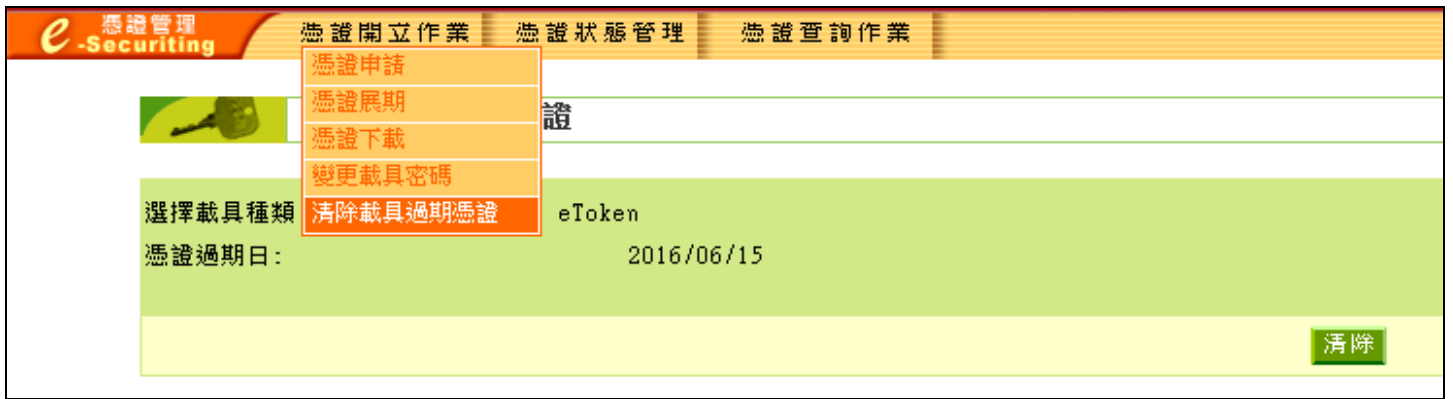 憑證管理
e-Securiting
憑證開立作業 憑證狀態管理 憑證查詢作業
憑證申請
憑證展期
憑證下載
變更載具密碼
清除載具過期憑證
證
選擇載具種類 eToken
憑證過期日: 2016/06/15
清除